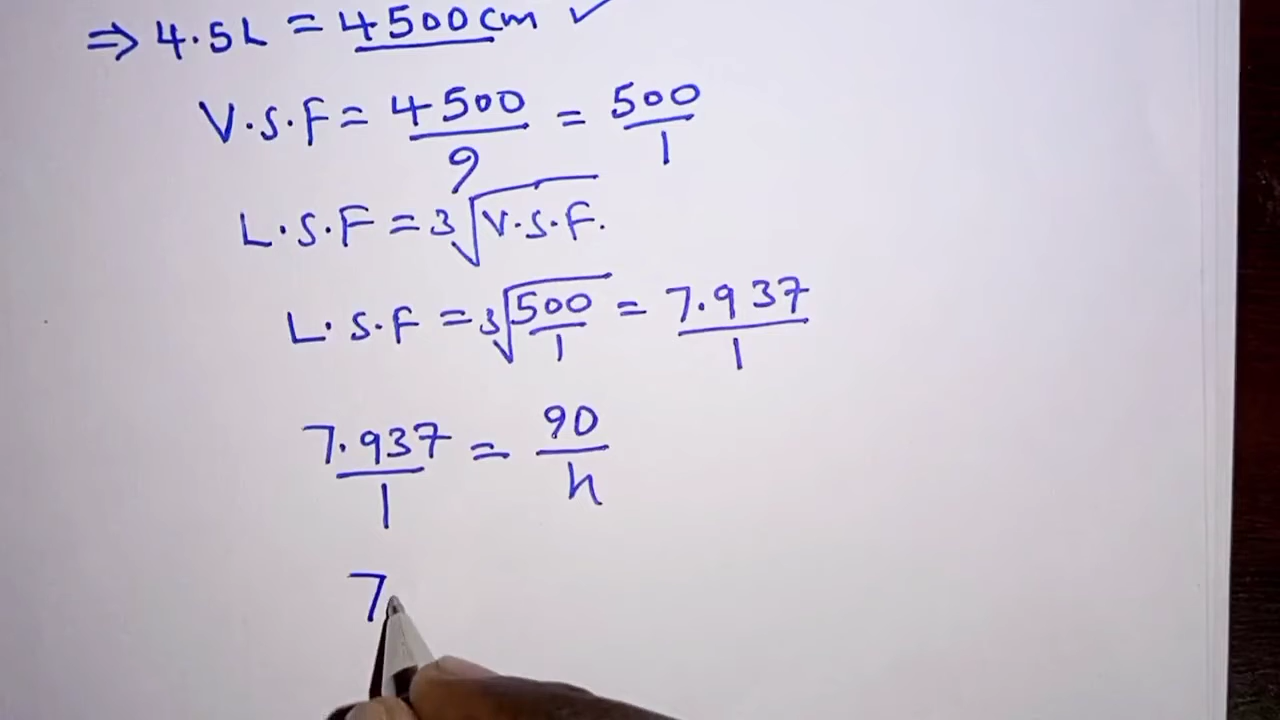 ⇒ 4.5L = 4500cm ✓
V.S.F = 4500/9 = 500/1
L.S.F = 3√V.S.F.
L.S.F = 3√500/1 = 7.937/1
7.937/1 = 90/h
7